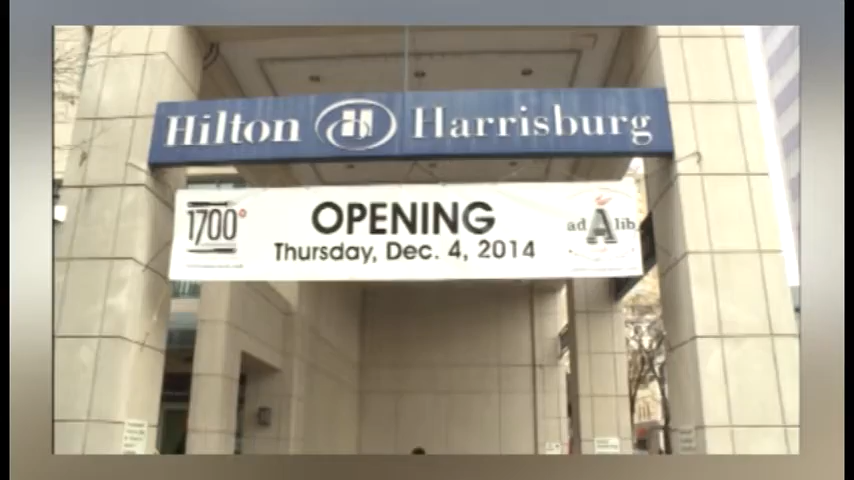 Hilton H Harrisburg
1700°
OPENING
Thursday, Dec. 4, 2014
ad A lib